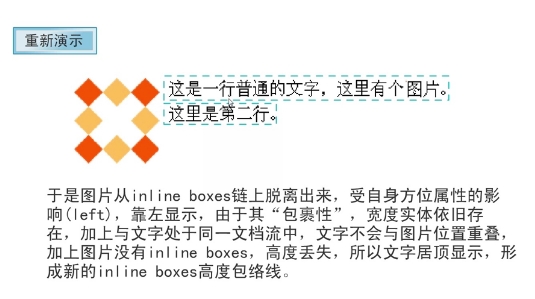 重新演示
这是一行普通的文字，这里有个图片。
这里是第二行。
于是图片从inline boxes链上脱离出来，受自身方位属性的影
响(left)，靠左显示，由于其“包裹性”，宽度实体依旧存
在，加上与文字处于同一文档流中，文字不会与图片位置重叠，
加上图片没有inline boxes，高度丢失，所以文字居顶显示，形
成新的inline boxes高度包络线。